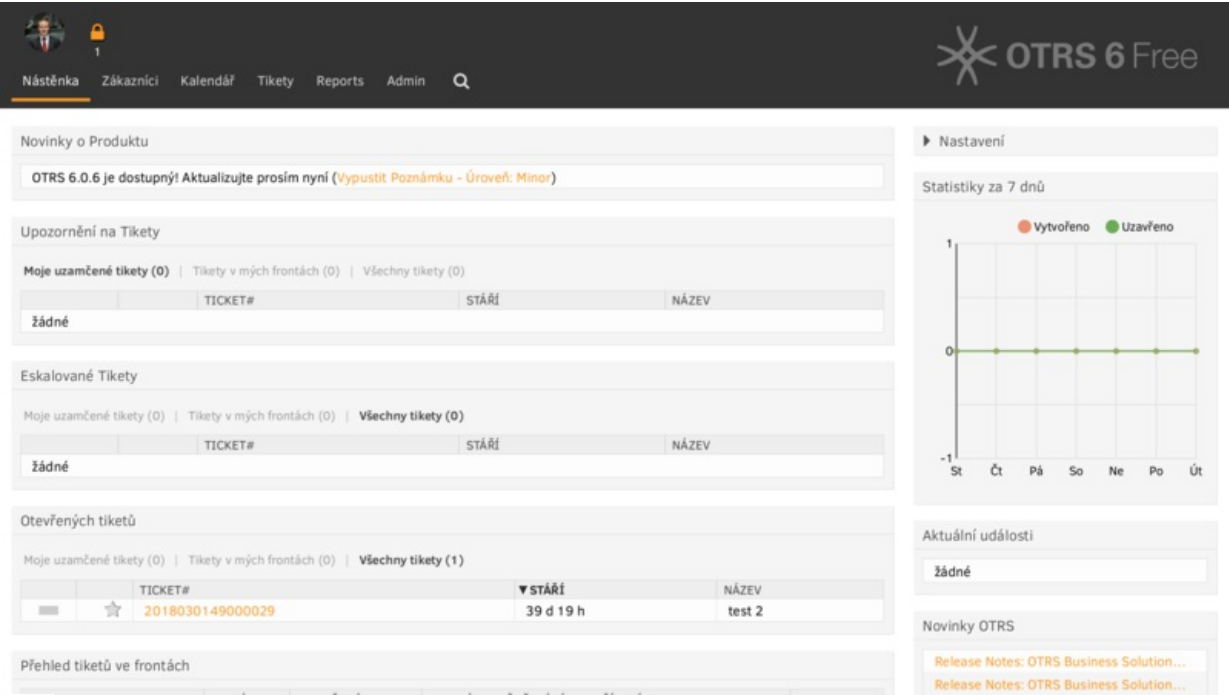 1
OTRS 6 Free
Nástěnka Zákazníci Kalendář Tikety Reports Admin
Novinky o Produktu
OTRS 6.0.6 je dostupný! Aktualizujte prosím nyní (Vypustit Poznámku - Úroveň: Minor)
Upozornění na Tikety
Moje uzamčené tikety (0) | Tikety v mých frontách (0) | Všechny tikety (0)
TICKET# STÁŘÍ NÁZEV
žádné
Eskalované Tikety
Moje uzamčené tikety (0) | Tikety v mých frontách (0) | Všechny tikety (0)
TICKET# STÁŘÍ NÁZEV
žádné
Otevřených tiketů
Moje uzamčené tikety (0) | Tikety v mých frontách (0) | Všechny tikety (1)
TICKET# ▼STÁŘÍ NÁZEV
2018030149000029 39 d 19 h test 2
Přehled tiketů ve frontách
Nastavení
Statistiky za 7 dnů
Vytvořeno Uzavřeno
1
0
-1
St Čt Pá So Ne Po Út
Aktuální události
žádné
Novinky OTRS
Release Notes: OTRS Business Solution...
Release Notes: OTRS Business Solution...